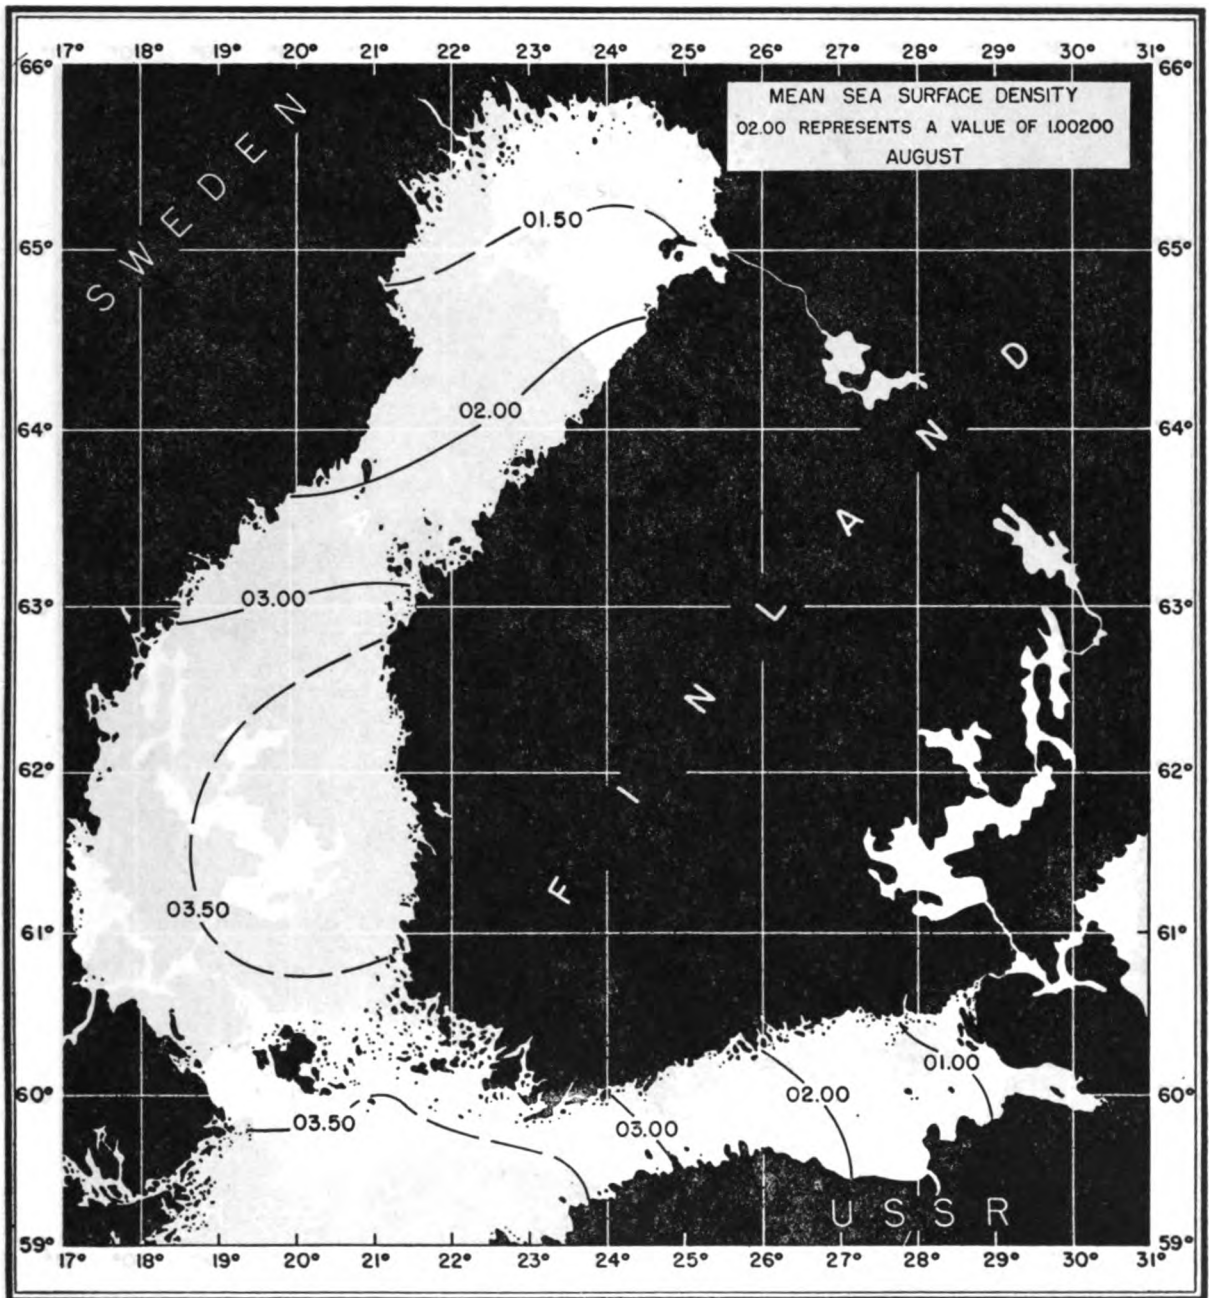 17° 18° 19° 20° 21° 22° 23° 24° 25° 26° 27° 28° 29° 30° 31°
66° 66°
MEAN SEA SURFACE DENSITY
02.00 REPRESENTS A VALUE OF 1.00200
AUGUST
SWEDEN
01.50
65° 65°
02.00
64° 64°
FINLAND
03.00
63° 63°
62° 62°
03.50
61° 61°
01.00
60° 02.00 60°
03.50
03.00
USSR
59° 59°
17° 18° 19° 20° 21° 22° 23° 24° 25° 26° 27° 28° 29° 30° 31°